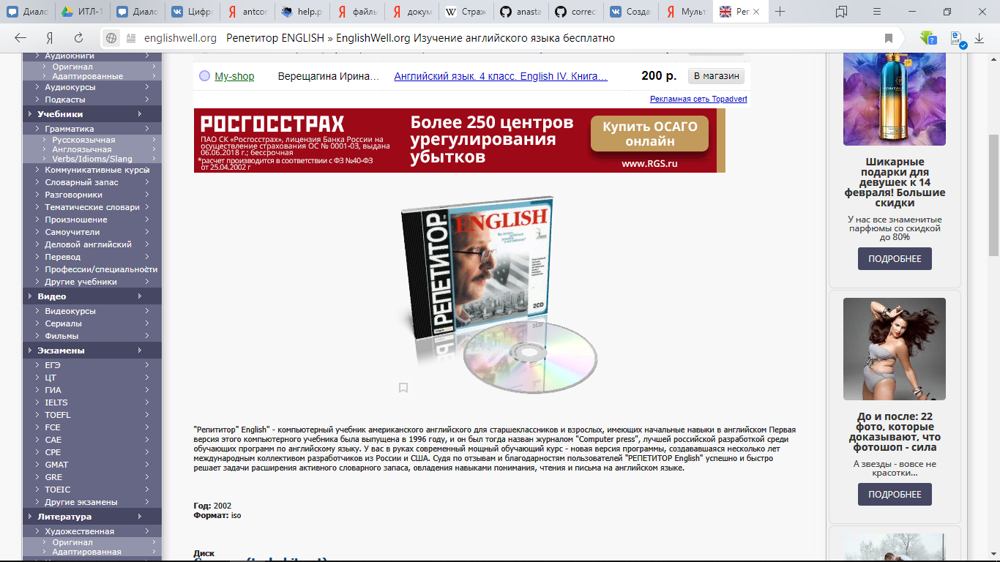 Диало
ИТЛ-1
Диало
Цифро
antcor
help.p
файлы
докум
Страж
anasta
correc
Созда
Мульт
Реп
englishwell.org Репетитор ENGLISH » EnglishWell.org Изучение английского языка бесплатно
Аудиокниги
Оригинал
Адаптированные
Аудиокурсы
Подкасты
Учебники
Грамматика
Русскоязычная
Англоязычная
Verbs/Idioms/Slang
Коммуникативные курсы
Словарный запас
Разговорники
Тематические словари
Произношение
Самоучители
Деловой английский
Перевод
Профессии/специальности
Другие учебники
Видео
Видеокурсы
Сериалы
Фильмы
Экзамены
ЕГЭ
ЦТ
ГИА
IELTS
TOEFL
FCE
CAE
CPE
GMAT
GRE
TOEIC
Другие экзамены
Литература
Художественная
Оригинал
Адаптированная
My-shop Верещагина Ирина… Английский язык. 4 класс. English IV. Книга… 200 р. В магазин
Рекламная сеть Topadvert
РОСГОССТРАХ
ПАО СК «Росгосстрах», лицензия Банка России на
осуществление страхования ОС № 0001-03, выдана
06.06.2018 г.; бессрочная
*расчет производится в соответствии с ФЗ №40-ФЗ
от 25.04.2002 г
Более 250 центров
урегулирования
убытков
Купить ОСАГО
онлайн
www.RGS.ru
РЕПЕТИТОР
ENGLISH
2CD
"Репититор" English" - компьютерный учебник американского английского для старшеклассников и взрослых, имеющих начальные навыки в английском Первая
версия этого компьютерного учебника была выпущена в 1996 году, и он был тогда назван журналом "Computer press", лучшей российской разработкой среди
обучающих программ по английскому языку. У вас в руках современный мощный обучающий курс - новая версия программы, создававшаяся несколько лет
международным коллективом разработчиков из России и США. Судя по отзывам и благодарностям пользователей "РЕПЕТИТОР English" успешно и быстро
решает задачи расширения активного словарного запаса, овладения навыками понимания, чтения и письма на английском языке.
Год: 2002
Формат: iso
Диск
Шикарные
подарки для
девушек к 14
февраля! Большие
скидки
У нас все знаменитые
парфюмы со скидкой
до 80%
ПОДРОБНЕЕ
До и после: 22
фото, которые
доказывают, что
фотошоп - сила
А звезды - вовсе не
красотки...
ПОДРОБНЕЕ